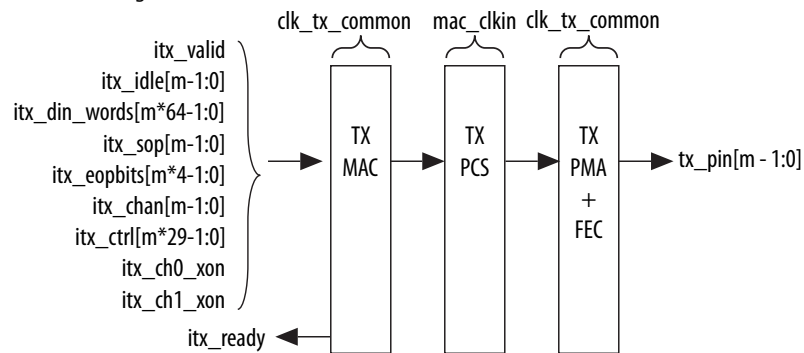 clk_tx_common mac_clkin clk_tx_common
itx_valid
itx_idle[m-1:0]
itx_din_words[m*64-1:0]
itx_sop[m-1:0]
itx_eopbits[m*4-1:0]
itx_chan[m-1:0]
itx_ctrl[m*29-1:0]
itx_ch0_xon
itx_ch1_xon
itx_ready
TX
MAC
TX
PCS
TX
PMA
+
FEC
tx_pin[m - 1:0]